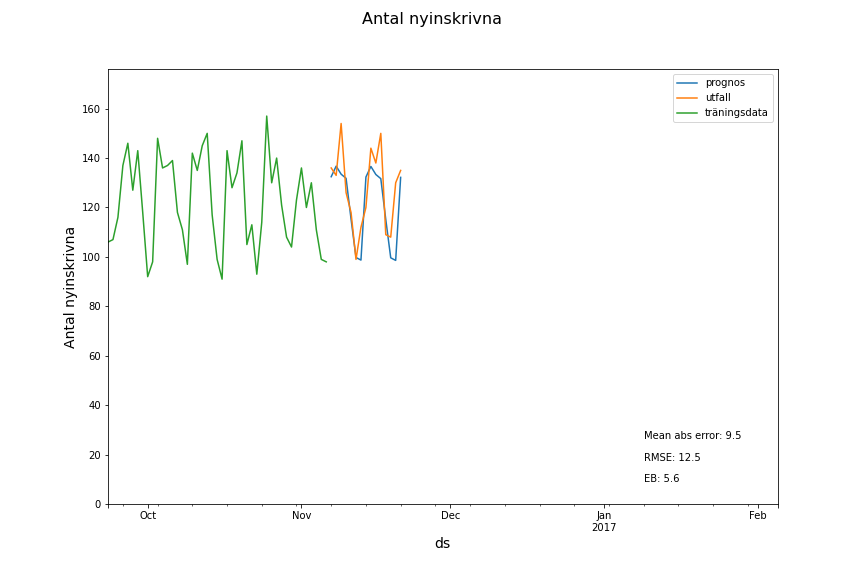 Antal nyinskrivna
prognos
utfall
träningsdata
Antal nyinskrivna
160
140
120
100
80
60
40
20
0
Mean abs error: 9.5
RMSE: 12.5
EB: 5.6
Oct
Nov
Dec
Jan
2017
Feb
ds